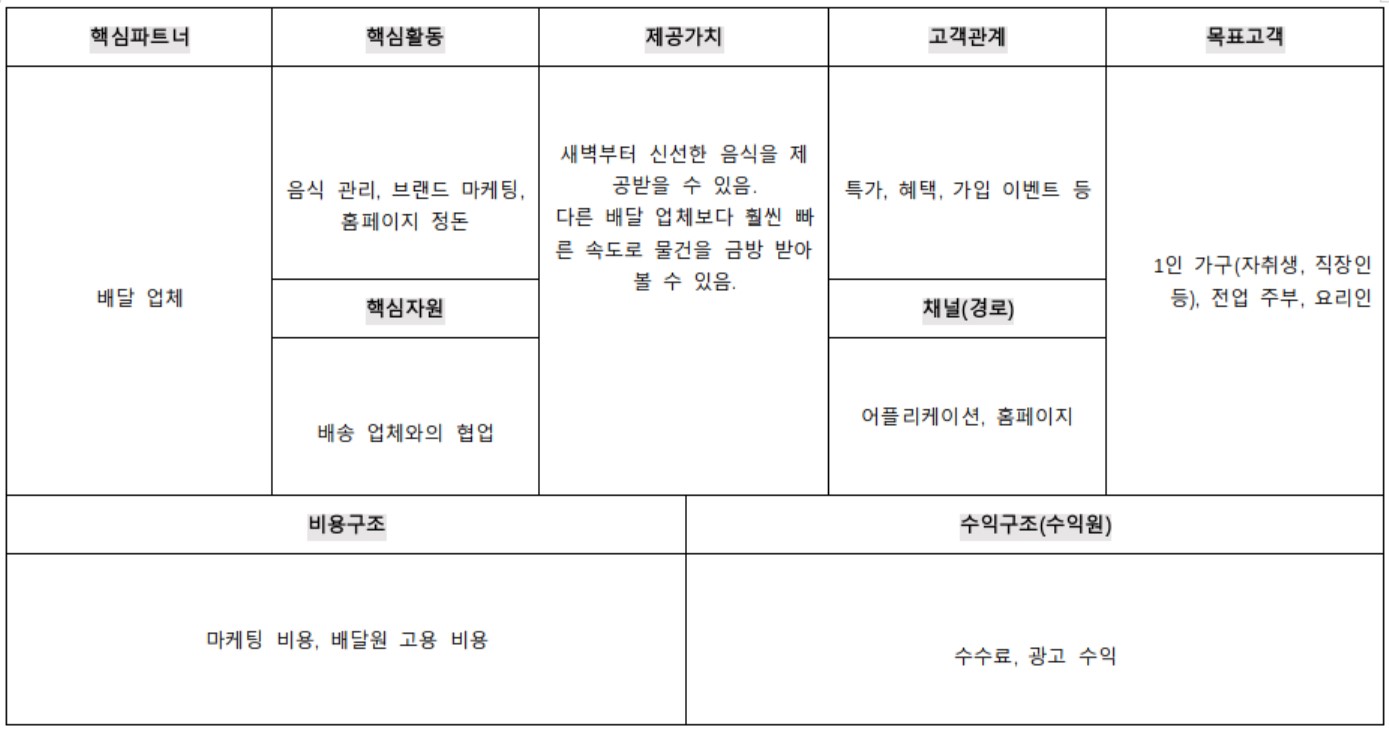 핵심파트너
핵심활동
제공가치
고객관계
목표고객
배달 업체
음식 관리, 브랜드 마케팅,
홈페이지 정돈
핵심자원
배송 업체와의 협업
새벽부터 신선한 음식을 제
공받을 수 있음.
다른 배달 업체보다 훨씬 빠
른 속도로 물건을 금방 받아
볼 수 있음.
특가, 혜택, 가입 이벤트 등
채널(경로)
어플리케이션, 홈페이지
1인 가구(자취생, 직장인
등), 전업 주부, 요리인
비용구조
수익구조(수익원)
마케팅 비용, 배달원 고용 비용
수수료, 광고 수익